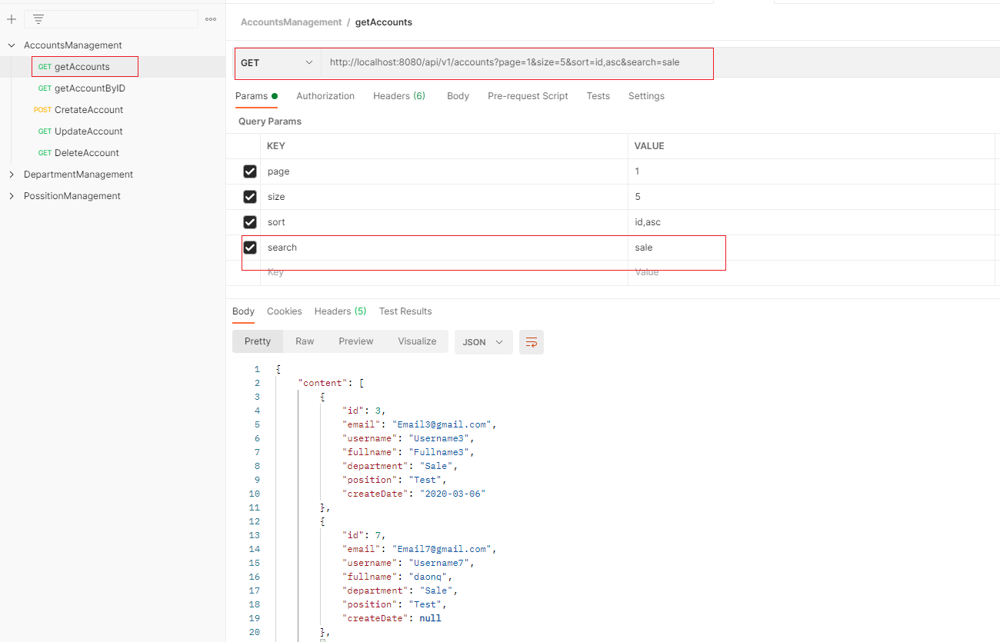 AccountsManagement / getAccounts
AccountsManagement
GET getAccounts
GET getAccountByID
POST CretateAccount
GET UpdateAccount
GET DeleteAccount
DepartmentManagement
PossitionManagement
GET http://localhost:8080/api/v1/accounts?page=1&size=5&sort=id,asc&search=sale
Params Authorization Headers (6) Body Pre-request Script Tests Settings
Query Params
KEY VALUE
page 1
size 5
sort id,asc
search sale
Key Value
Body Cookies Headers (5) Test Results
Pretty Raw Preview Visualize JSON
1 {
2 "content": [
3 {
4 "id": 3,
5 "email": "Email3@gmail.com",
6 "username": "Username3",
7 "fullname": "Fullname3",
8 "department": "Sale",
9 "position": "Test",
10 "createDate": "2020-03-06"
11 },
12 {
13 "id": 7,
14 "email": "Email7@gmail.com",
15 "username": "Username7",
16 "fullname": "daonq",
17 "department": "Sale",
18 "position": "Test",
19 "createDate": null
20 },